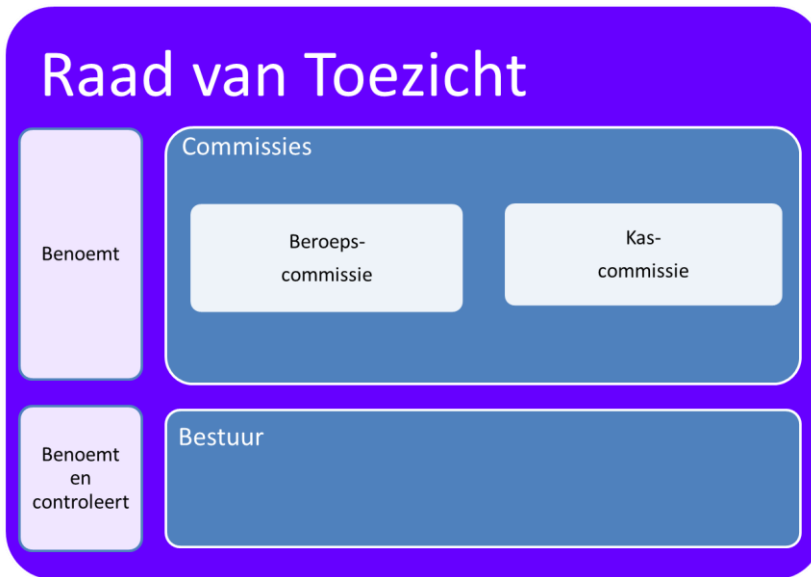 Raad van Toezicht
Benoemt
Commissies
Beroeps-
commissie
Kas-
commissie
Benoemt
en
controleert
Bestuur